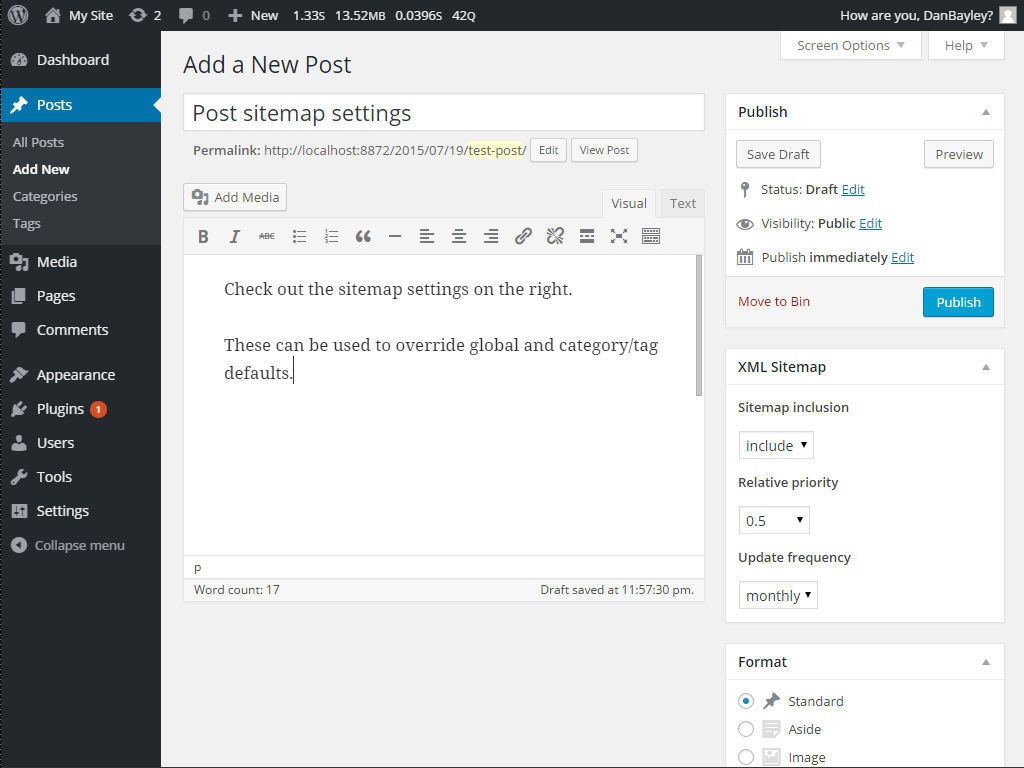 My Site 2 0 New 1.33S 13.52MB 0.0396S 42Q How are you, DanBayley?
Dashboard
Posts
All Posts
Add New
Categories
Tags
Media
Pages
Comments
Appearance
Plugins 1
Users
Tools
Settings
Collapse menu
Screen Options Help
Add a New Post
Post sitemap settings
Permalink: http://localhost:8872/2015/07/19/test-post/ Edit View Post
Add Media
Visual Text
B I ABC
Check out the sitemap settings on the right.
These can be used to override global and category/tag
defaults.
p
Word count: 17 Draft saved at 11:57:30 pm.
Publish
Save Draft Preview
Status: Draft Edit
Visibility: Public Edit
Publish immediately Edit
Move to Bin Publish
XML Sitemap
Sitemap inclusion
include
Relative priority
0.5
Update frequency
monthly
Format
Standard
Aside
Image